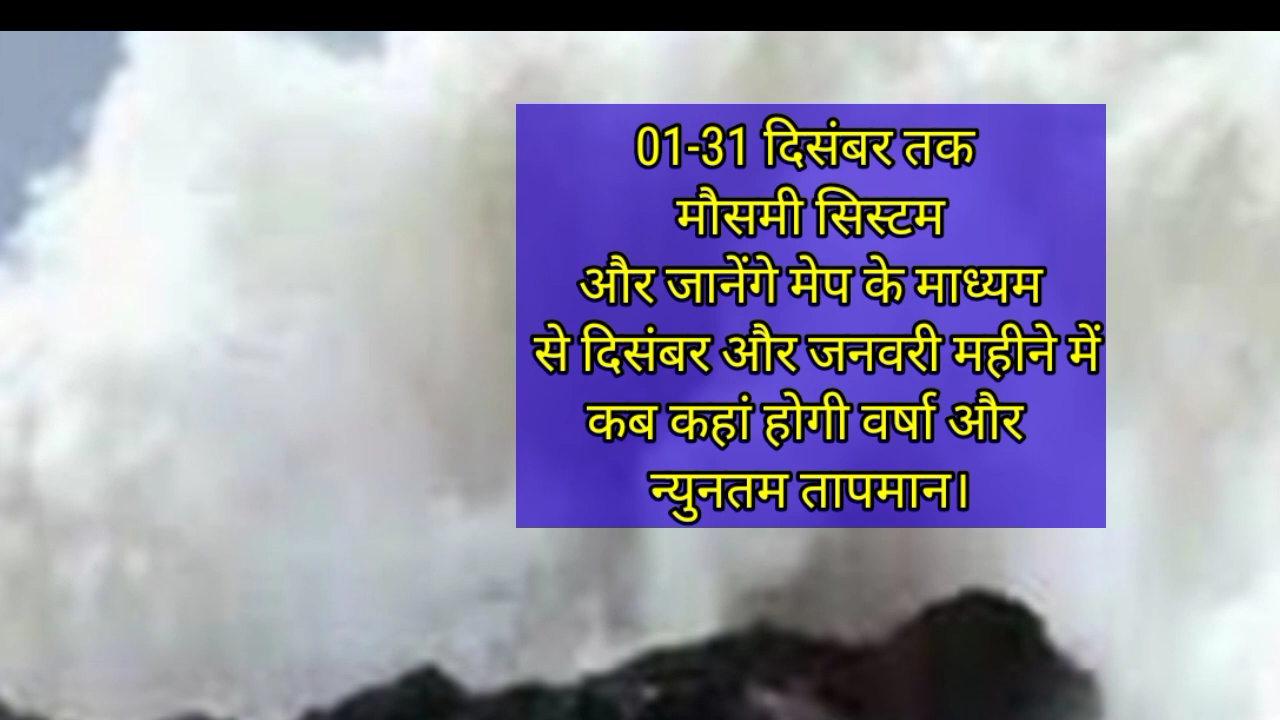 01-31 दिसंबर तक
मौसमी सिस्टम
और जानेंगे मेप के माध्यम
से दिसंबर और जनवरी महीने में
कब कहां होगी वर्षा और
न्युनतम तापमान।